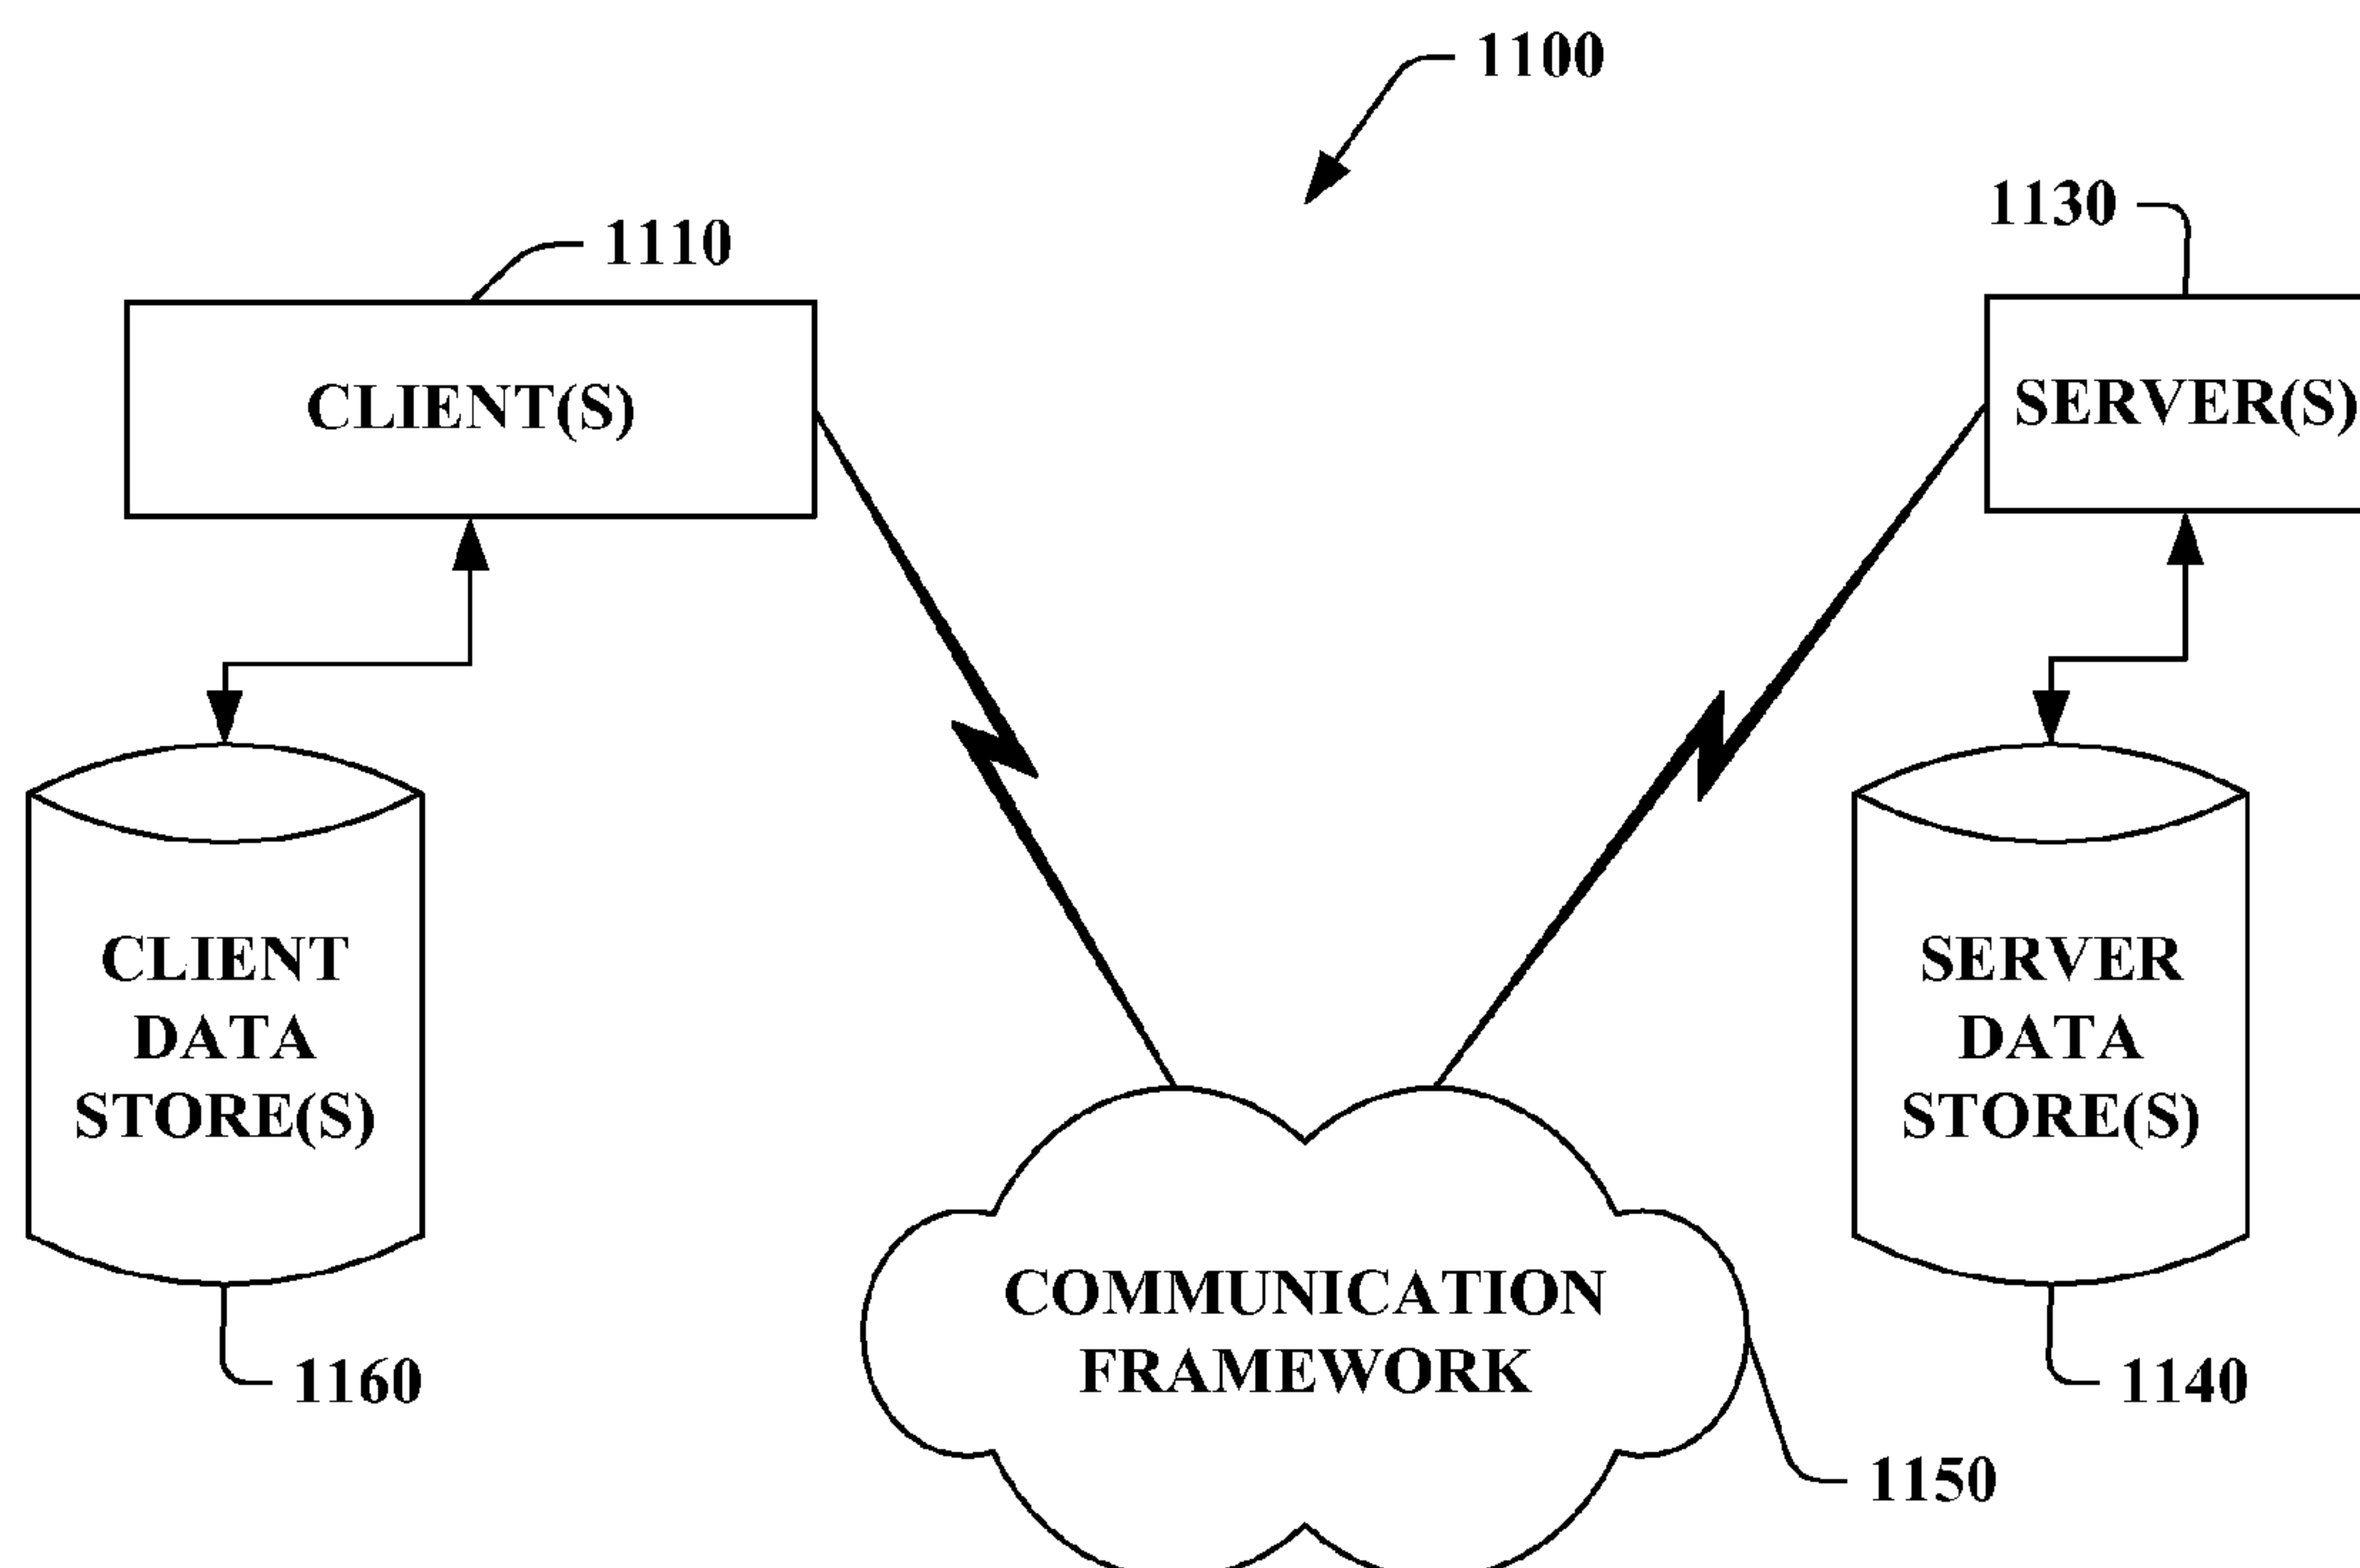 1100
1130
1110
CLIENT(S)
SERVER(S)
CLIENT
DATA
STORE(S)
SERVER
DATA
STORE(S)
COMMUNICATION
FRAMEWORK
1160
1140
1150